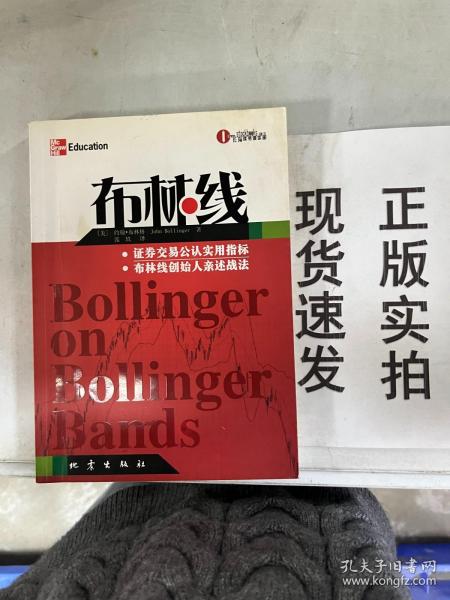 Mc
Graw
Hill
Education
布林线
[美] 约翰·布林格 John Bollinger 著
译
· 证券交易公认实用指标
· 布林线创始人亲述战法
Bollinger
on
Bollinger
Bands
地震出版社
正版实拍
现货速发
孔夫子旧书网
www.kongfz.com